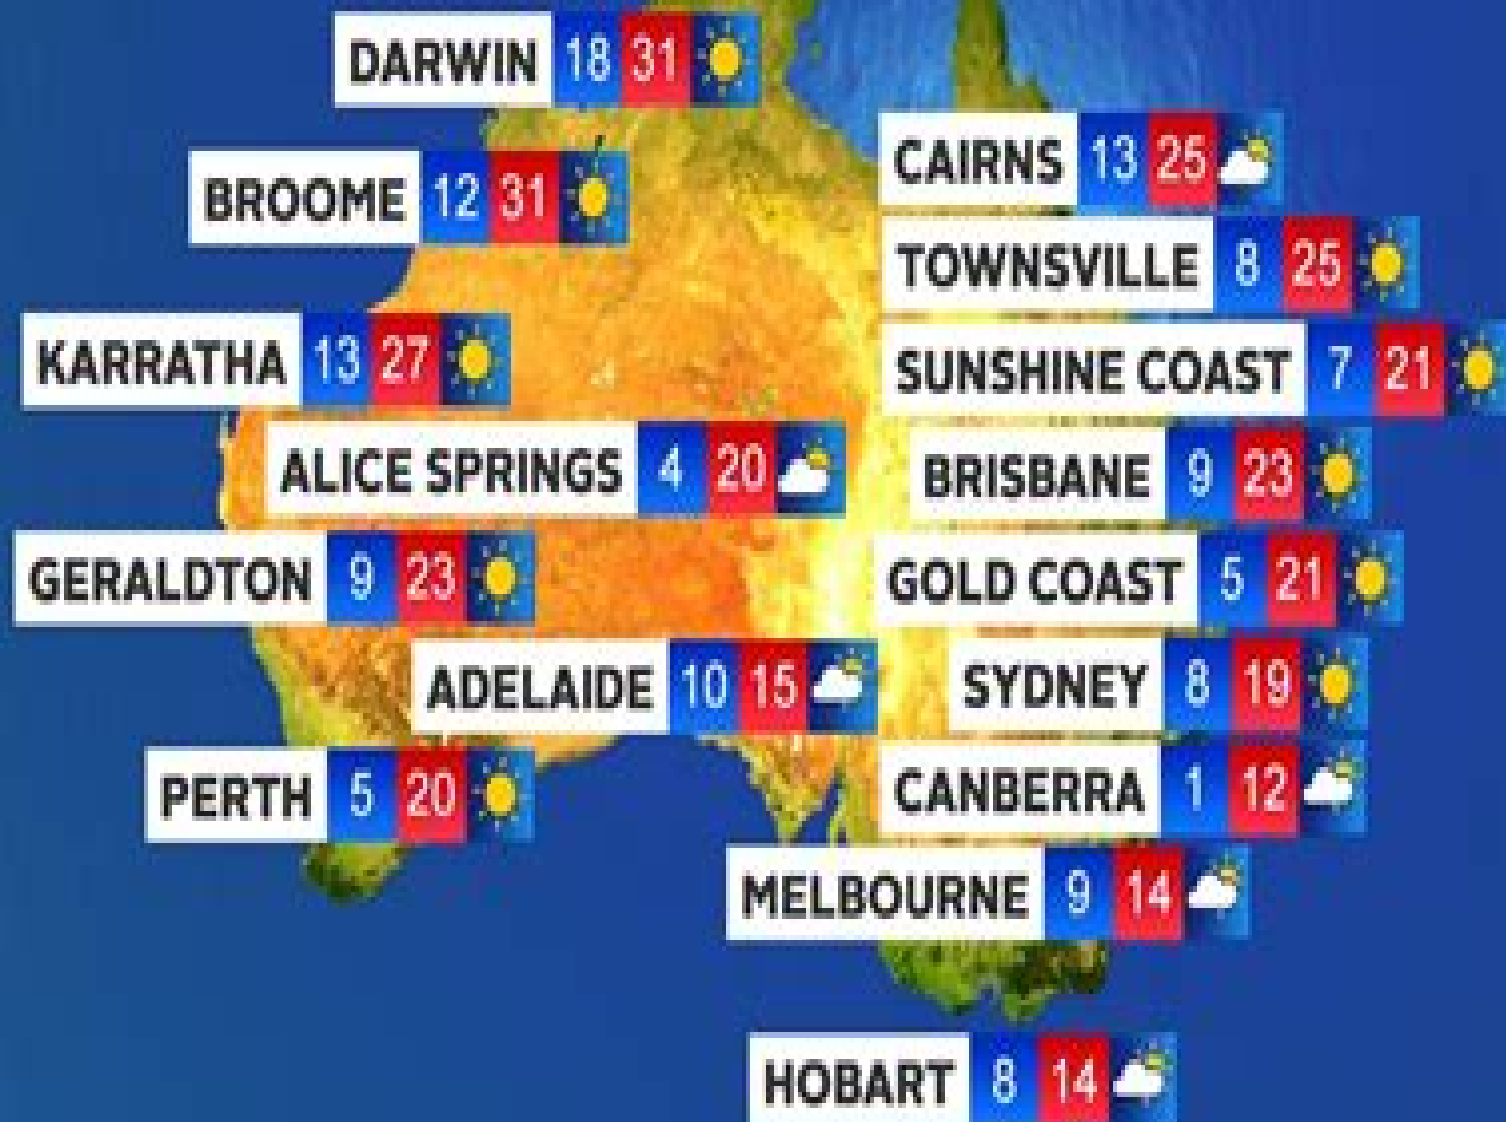 DARWIN 18 31
CAIRNS 13 25
BROOME 12 31
TOWNSVILLE 8 25
KARRATHA 13 27
SUNSHINE COAST 7 21
ALICE SPRINGS 4 20
BRISBANE 9 23
GERALDTON 9 23
GOLD COAST 5 21
ADELAIDE 10 15
SYDNEY 8 19
PERTH 5 20
CANBERRA 1 12
MELBOURNE 9 14
HOBART 8 14